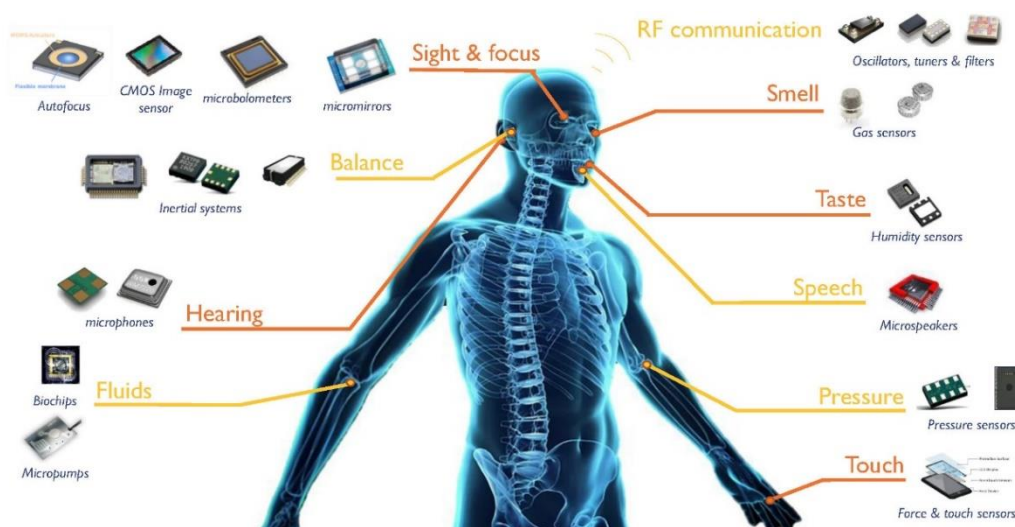 Sight & focus
RF communication
Oscillators, tuners & filters
Autofocus
CMOS Image
sensor
microbolometers
micromirrors
Smell
Gas sensors
Balance
Inertial systems
Taste
Humidity sensors
Hearing
microphones
Speech
Microspeakers
Fluids
Biochips
Micropumps
Pressure
Pressure sensors
Touch
Force & touch sensors